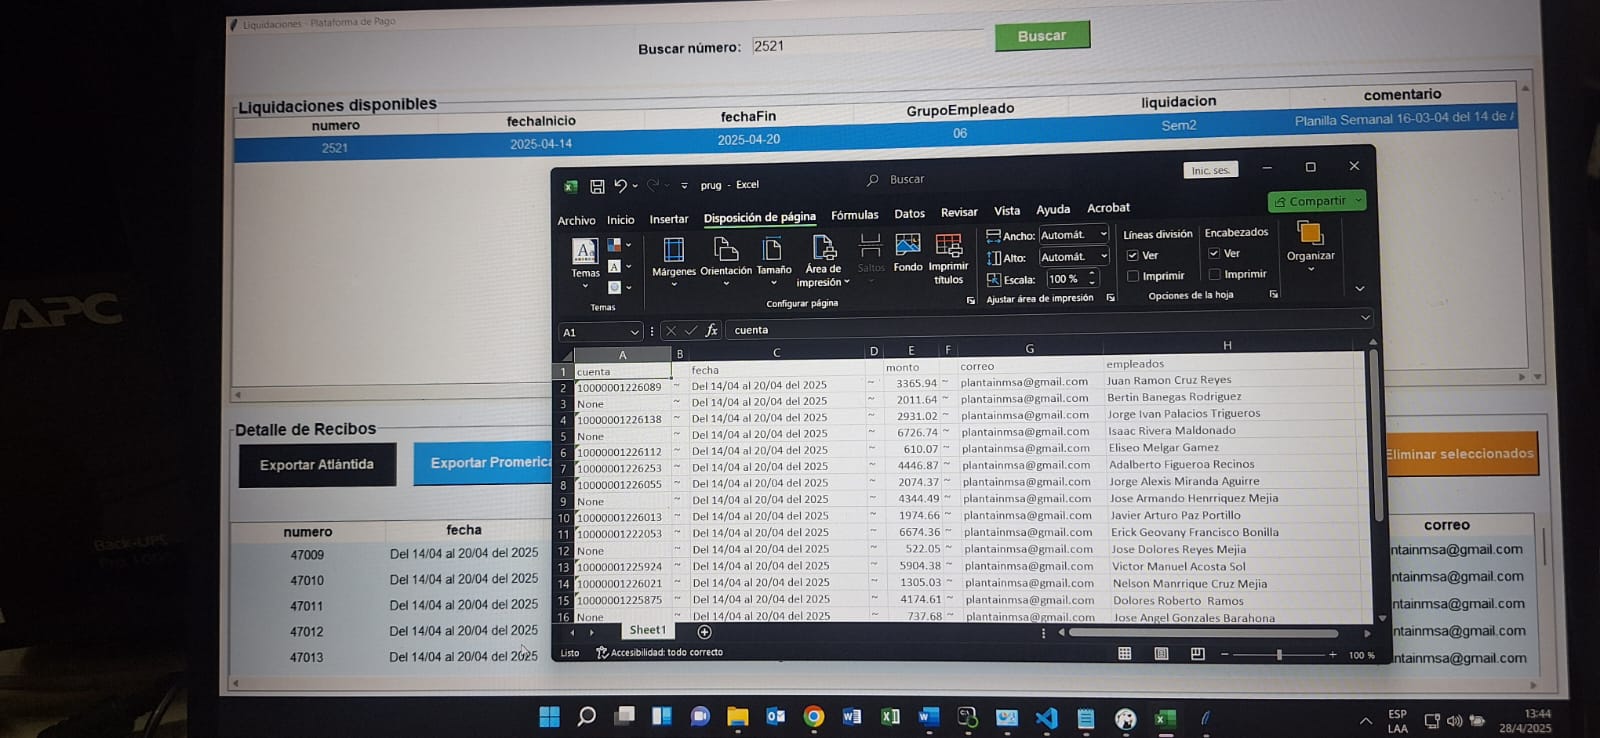 Liquidaciones - Plataforma de Pago
Buscar número: 2521 Buscar
Liquidaciones disponibles
numero fechaInicio fechaFin GrupoEmpleado liquidacion comentario
2521 2025-04-14 2025-04-20 06 Sem2 Planilla Semanal 16-03-04 del 14 de
prug - Excel Buscar Inic. ses.
Archivo Inicio Insertar Disposición de página Fórmulas Datos Revisar Vista Ayuda Acrobat Compartir
Temas Márgenes Orientación Tamaño Área de impresión Saltos Fondo Imprimir títulos
Ancho: Automát.
Alto: Automát.
Escala: 100 %
Líneas división Encabezados
Ver Ver
Imprimir Imprimir
Organizar
Temas Configurar página Ajustar área de impresión Opciones de la hoja
A1 fx cuenta
A B C D E F G H
1 cuenta fecha monto correo empleados
2 10000001226089 ~ Del 14/04 al 20/04 del 2025 ~ 3365.94 ~ plantainmsa@gmail.com Juan Ramon Cruz Reyes
3 None ~ Del 14/04 al 20/04 del 2025 ~ 2011.64 ~ plantainmsa@gmail.com Bertin Banegas Rodriguez
4 10000001226138 ~ Del 14/04 al 20/04 del 2025 ~ 2931.02 ~ plantainmsa@gmail.com Jorge Ivan Palacios Trigueros
5 None ~ Del 14/04 al 20/04 del 2025 ~ 6726.74 ~ plantainmsa@gmail.com Isaac Rivera Maldonado
6 10000001226112 ~ Del 14/04 al 20/04 del 2025 ~ 610.07 ~ plantainmsa@gmail.com Eliseo Melgar Gamez
7 10000001226253 ~ Del 14/04 al 20/04 del 2025 ~ 4446.87 ~ plantainmsa@gmail.com Adalberto Figueroa Recinos
8 10000001226055 ~ Del 14/04 al 20/04 del 2025 ~ 2074.37 ~ plantainmsa@gmail.com Jorge Alexis Miranda Aguirre
9 None ~ Del 14/04 al 20/04 del 2025 ~ 4344.49 ~ plantainmsa@gmail.com Jose Armando Henrriquez Mejia
10 10000001226013 ~ Del 14/04 al 20/04 del 2025 ~ 1974.66 ~ plantainmsa@gmail.com Javier Arturo Paz Portillo
11 10000001222053 ~ Del 14/04 al 20/04 del 2025 ~ 6674.36 ~ plantainmsa@gmail.com Erick Geovany Francisco Bonilla
12 None ~ Del 14/04 al 20/04 del 2025 ~ 522.05 ~ plantainmsa@gmail.com Jose Dolores Reyes Mejia
13 10000001225924 ~ Del 14/04 al 20/04 del 2025 ~ 5904.38 ~ plantainmsa@gmail.com Victor Manuel Acosta Sol
14 10000001226021 ~ Del 14/04 al 20/04 del 2025 ~ 1305.03 ~ plantainmsa@gmail.com Nelson Manrrique Cruz Mejia
15 10000001225875 ~ Del 14/04 al 20/04 del 2025 ~ 4174.61 ~ plantainmsa@gmail.com Dolores Roberto Ramos
16 None ~ Del 14/04 al 20/04 del 2025 ~ 737.68 ~ plantainmsa@gmail.com Jose Angel Gonzales Barahona
Sheet1
Listo Accesibilidad: todo correcto 100 %
APC
Back-UPS
Detalle de Recibos
Exportar Atlántida Exportar Promerica Eliminar seleccionados
numero fecha correo
47009 Del 14/04 al 20/04 del 2025 ntainmsa@gmail.com
47010 Del 14/04 al 20/04 del 2025 ntainmsa@gmail.com
47011 Del 14/04 al 20/04 del 2025 ntainmsa@gmail.com
47012 Del 14/04 al 20/04 del 2025 ntainmsa@gmail.com
47013 Del 14/04 al 20/04 del 2025 ntainmsa@gmail.com
ESP
LAA
13:44
28/4/2025